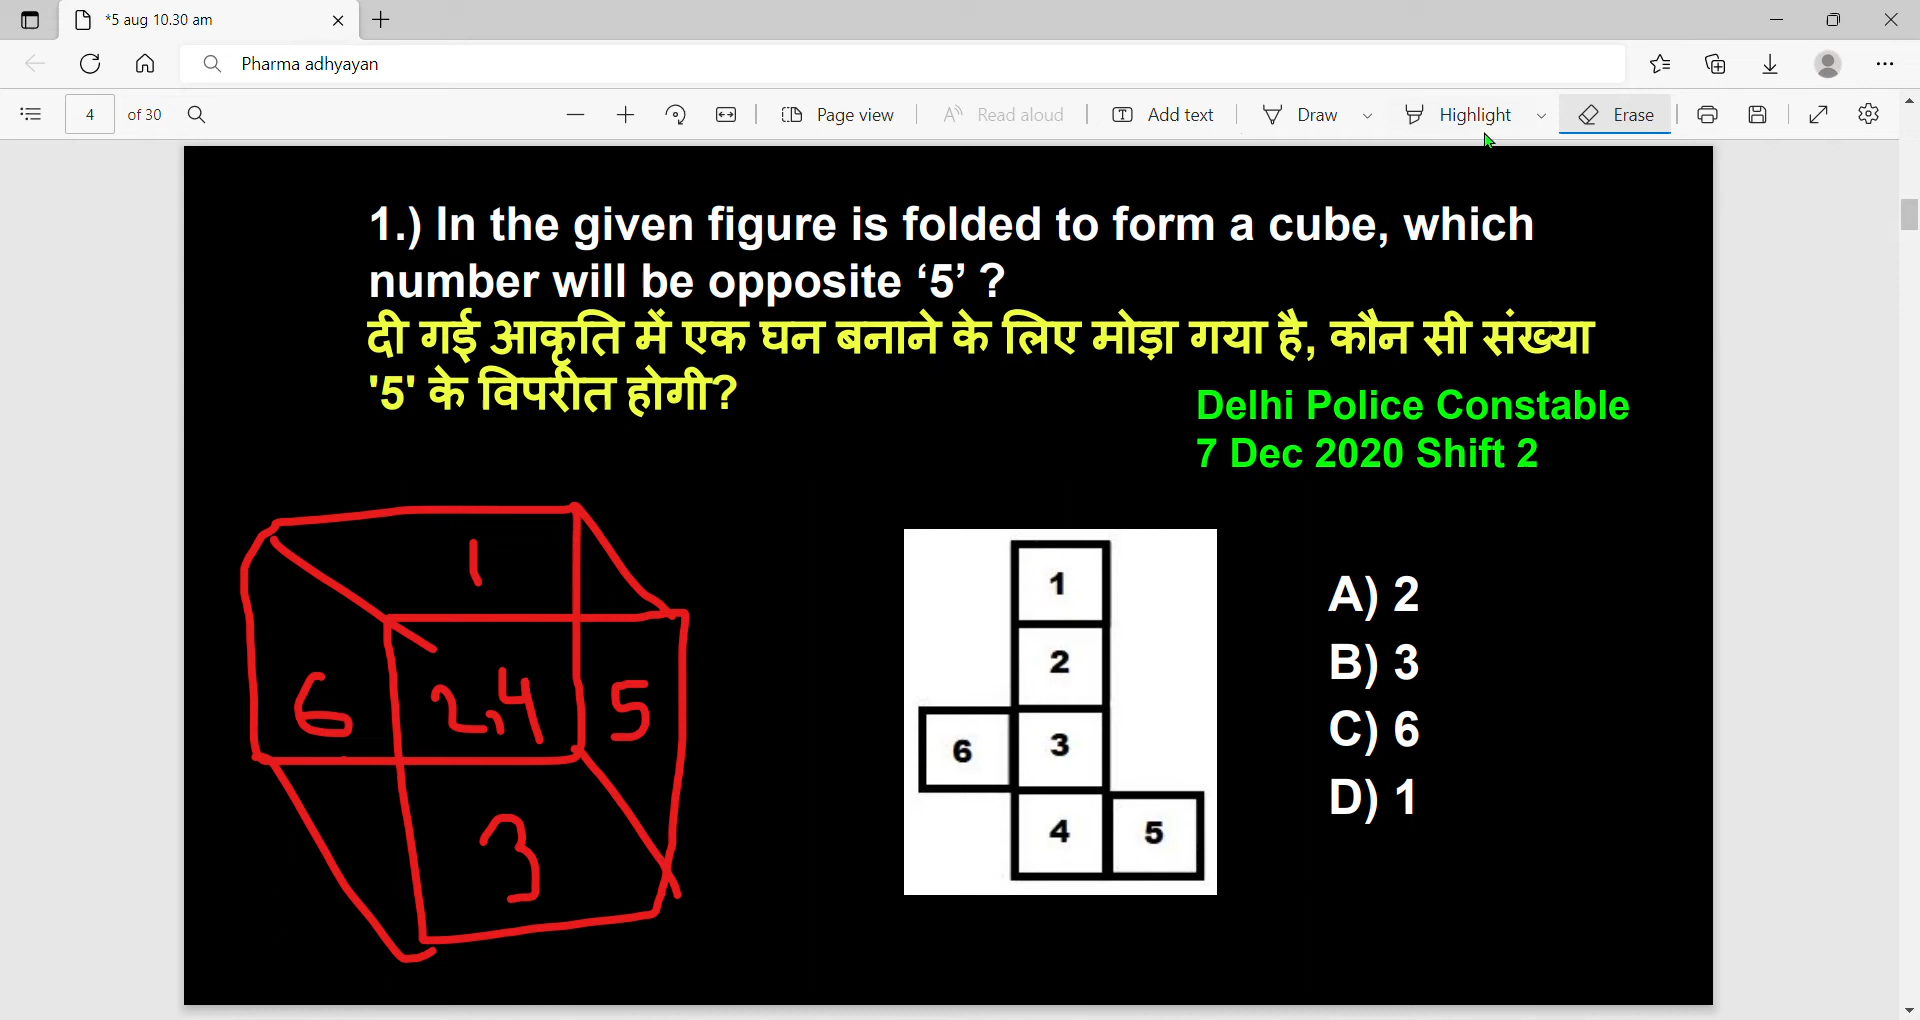 *5 aug 10.30 am
Pharma adhyayan
4 of 30
Page view
Read aloud
Add text
Draw
Highlight
Erase
1.) In the given figure is folded to form a cube, which
number will be opposite ‘5’ ?
दी गई आकृति में एक घन बनाने के लिए मोड़ा गया है, कौन सी संख्या
'5' के विपरीत होगी?
Delhi Police Constable
7 Dec 2020 Shift 2
1
6 2,4 5
3
1
2
6 3
4 5
A) 2
B) 3
C) 6
D) 1